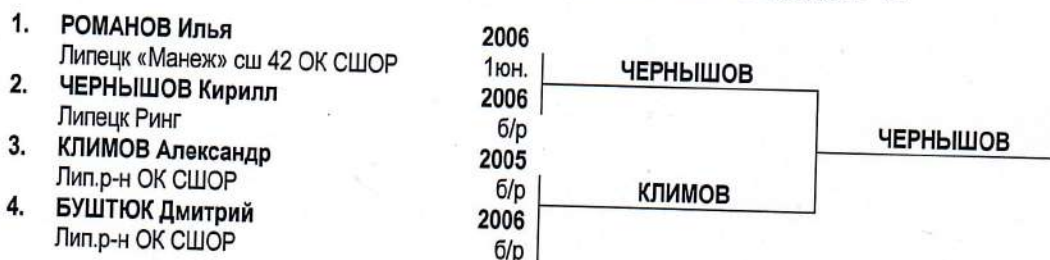 1. РОМАНОВ Илья 2006
Липецк «Манеж» сш 42 ОК СШОР 1юн.
ЧЕРНЫШОВ
2. ЧЕРНЫШОВ Кирилл 2006
Липецк Ринг б/р
ЧЕРНЫШОВ
3. КЛИМОВ Александр 2005
Лип.р-н ОК СШОР б/р
КЛИМОВ
4. БУШТЮК Дмитрий 2006
Лип.р-н ОК СШОР б/р